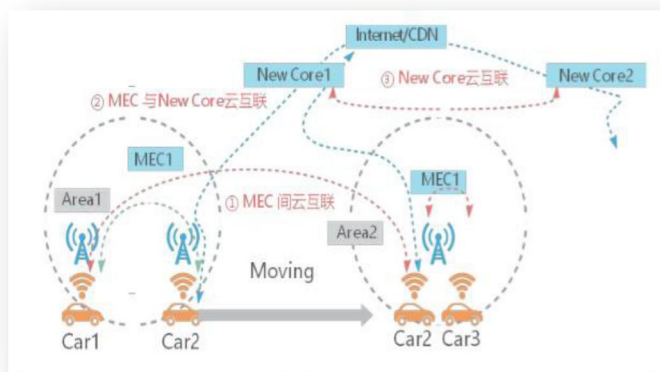 Internet/CDN
New Core1
③ New Core云互联
New Core2
② MEC 与New Core云互联
MEC1
MEC1
Area1
① MEC 间云互联
Area2
Moving
Car1
Car2
Car2
Car3